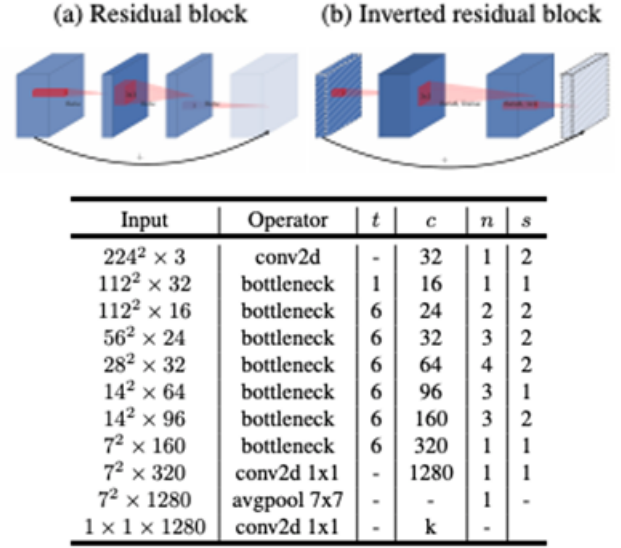 (a) Residual block (b) Inverted residual block
Input Operator t c n s
224² × 3 conv2d - 32 1 2
112² × 32 bottleneck 1 16 1 1
112² × 16 bottleneck 6 24 2 2
56² × 24 bottleneck 6 32 3 2
28² × 32 bottleneck 6 64 4 2
14² × 64 bottleneck 6 96 3 1
14² × 96 bottleneck 6 160 3 2
7² × 160 bottleneck 6 320 1 1
7² × 320 conv2d 1x1 - 1280 1 1
7² × 1280 avgpool 7x7 - - 1 -
1 × 1 × 1280 conv2d 1x1 - k -